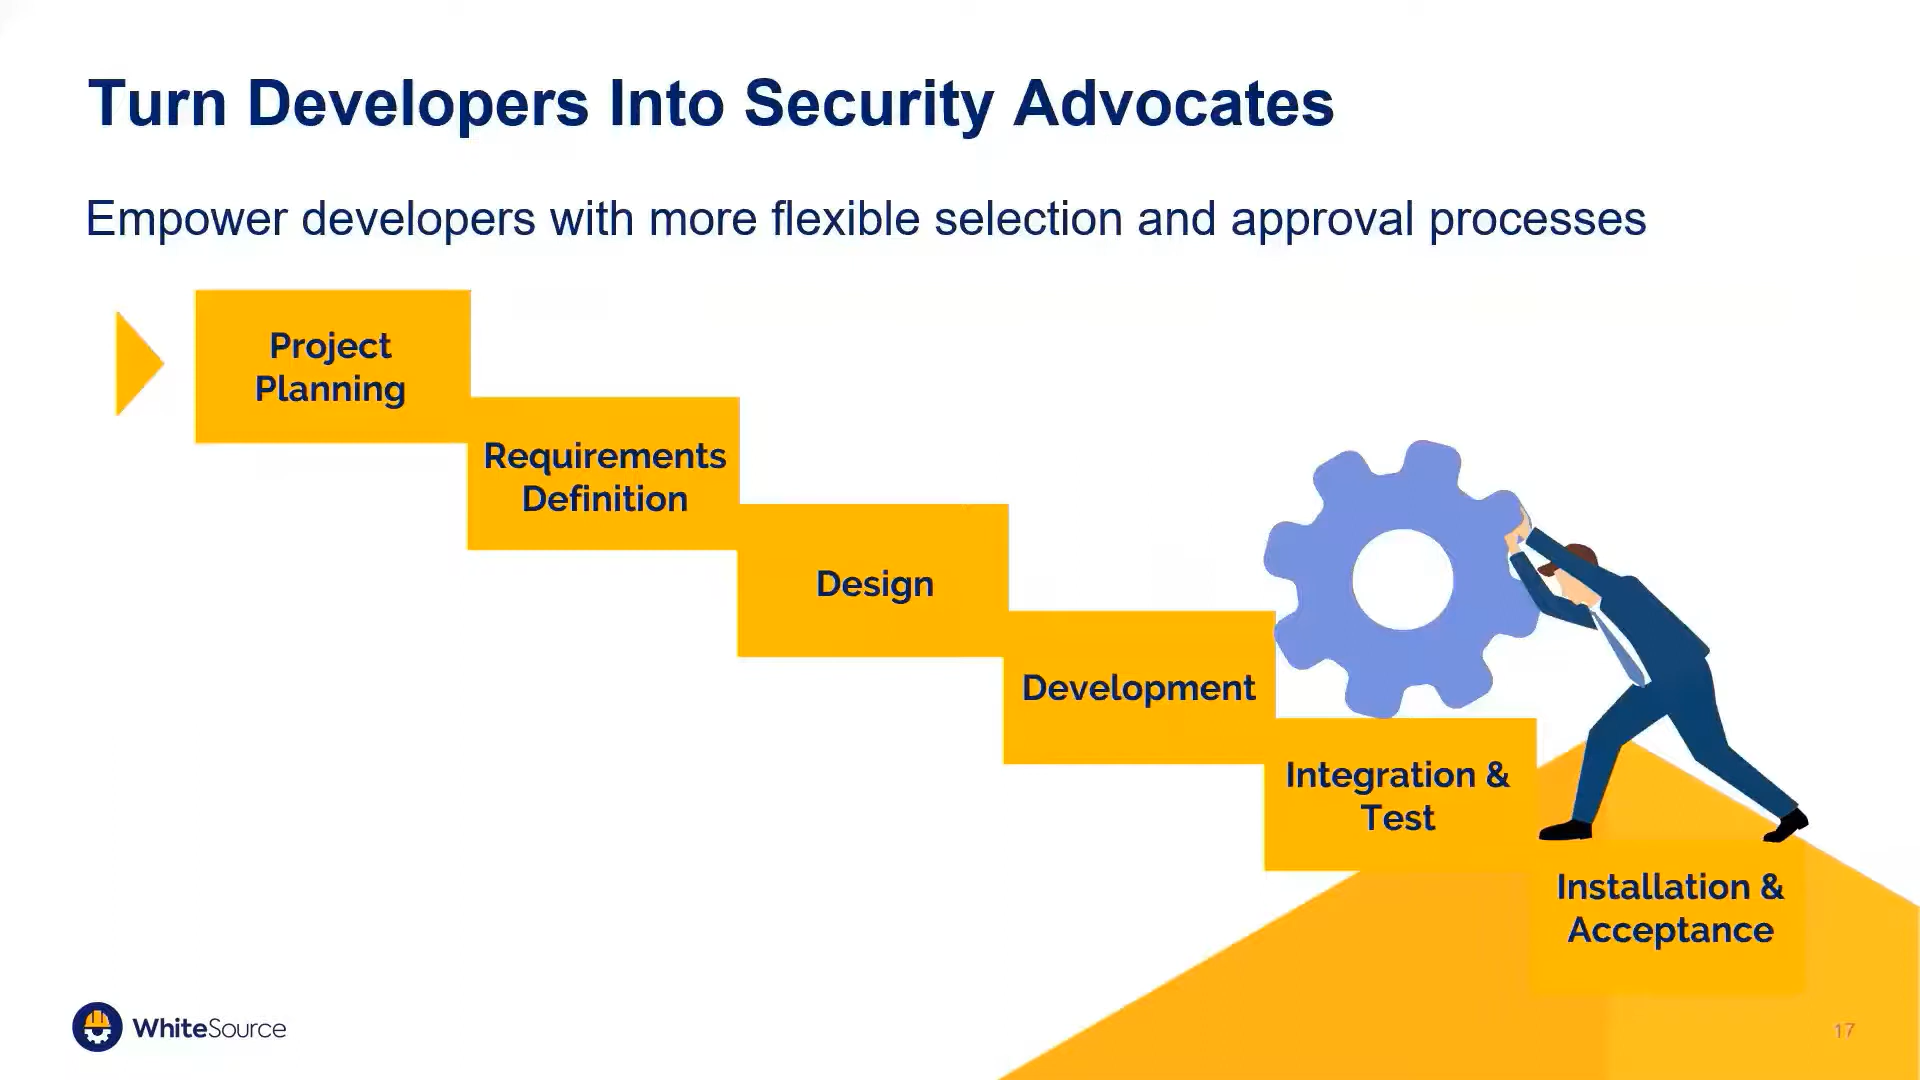 Turn Developers Into Security Advocates
Empower developers with more flexible selection and approval processes
Project
Planning
Requirements
Definition
Design
Development
Integration &
Test
Installation &
Acceptance
WhiteSource
17